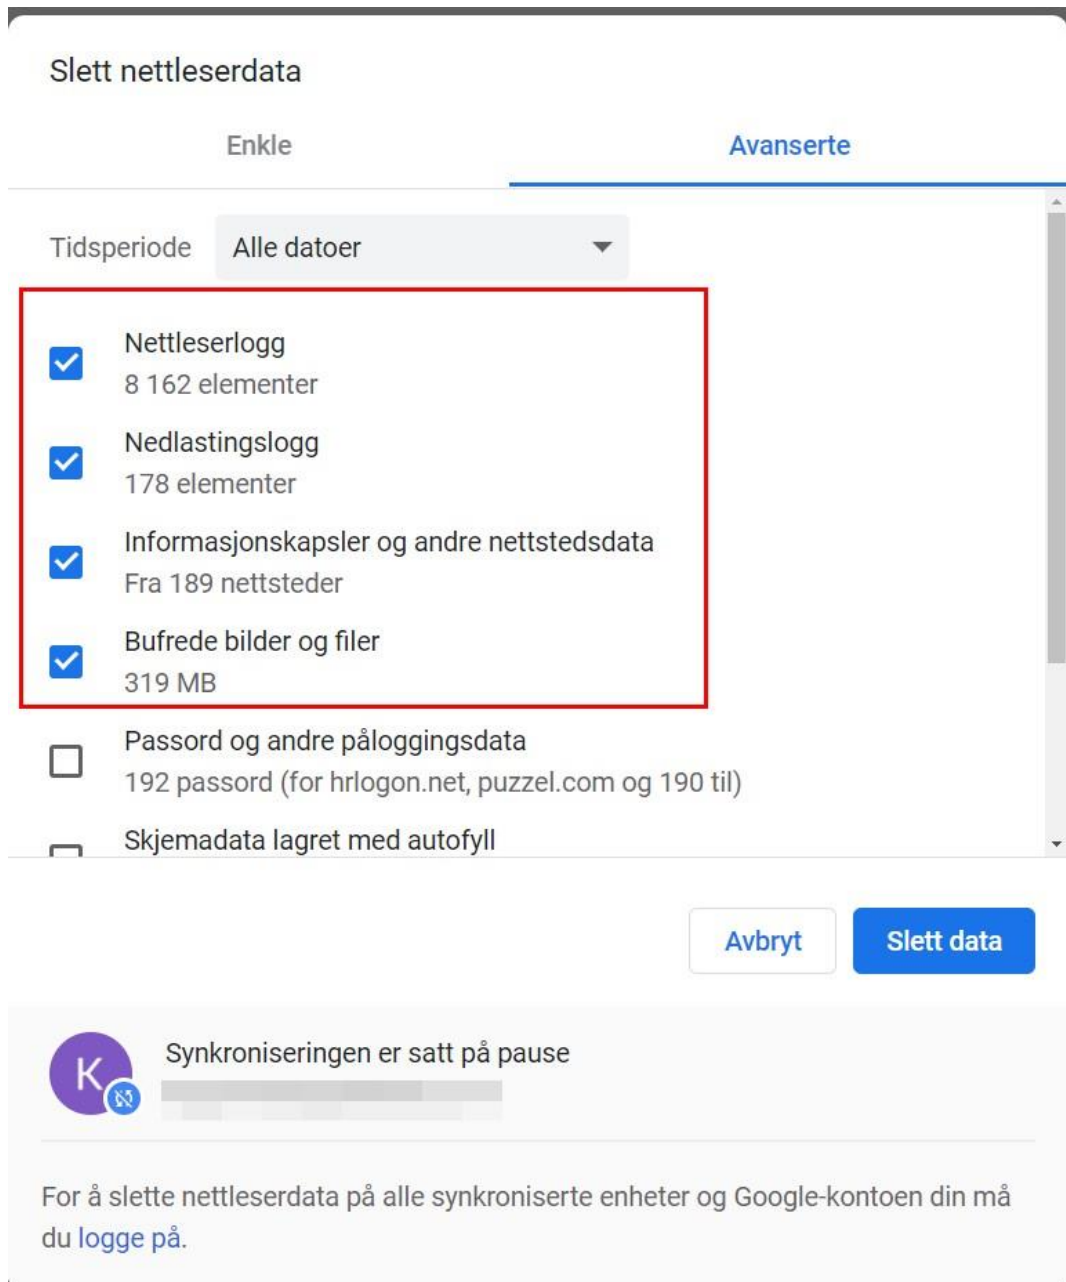 Slett nettleserdata
Enkle
Avanserte
Tidsperiode
Alle datoer
Nettleserlogg
8 162 elementer
Nedlastingslogg
178 elementer
Informasjonskapsler og andre nettstedsdata
Fra 189 nettsteder
Bufrede bilder og filer
319 MB
Passord og andre påloggingsdata
192 passord (for hrlogon.net, puzzel.com og 190 til)
Skjemadata lagret med autofyll
Avbryt
Slett data
K
Synkroniseringen er satt på pause
For å slette nettleserdata på alle synkroniserte enheter og Google-kontoen din må
du logge på.